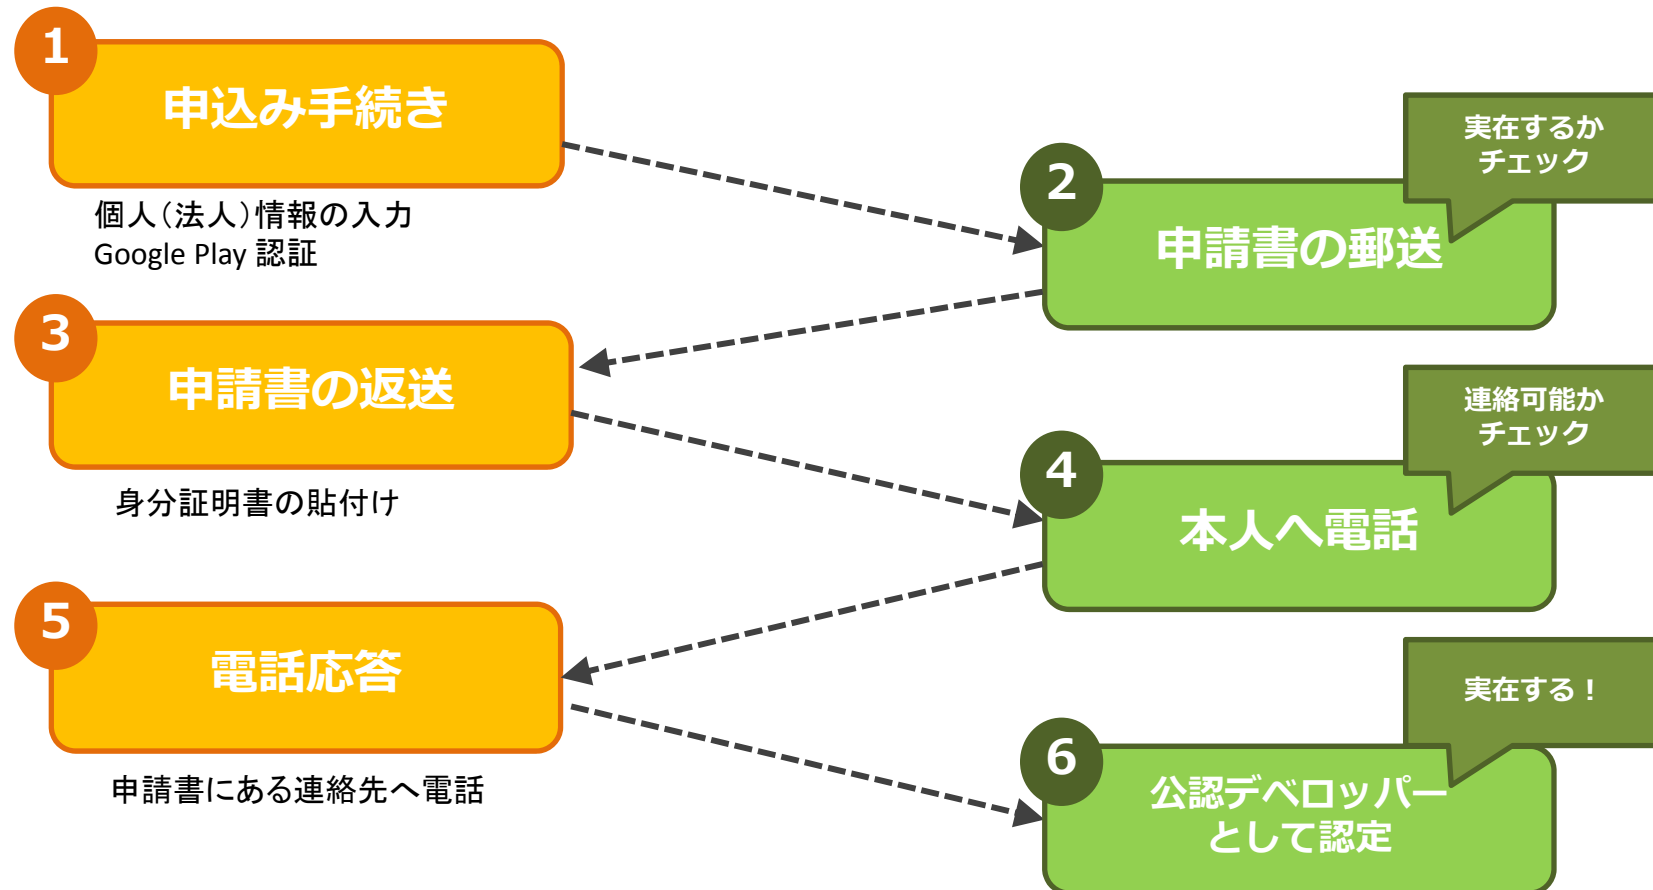 1
申込み手続き
個人(法人)情報の入力
Google Play 認証
実在するか
チェック
2
申請書の郵送
3
申請書の返送
身分証明書の貼付け
連絡可能か
チェック
4
本人へ電話
5
電話応答
申請書にある連絡先へ電話
実在する！
6
公認デベロッパー
として認定